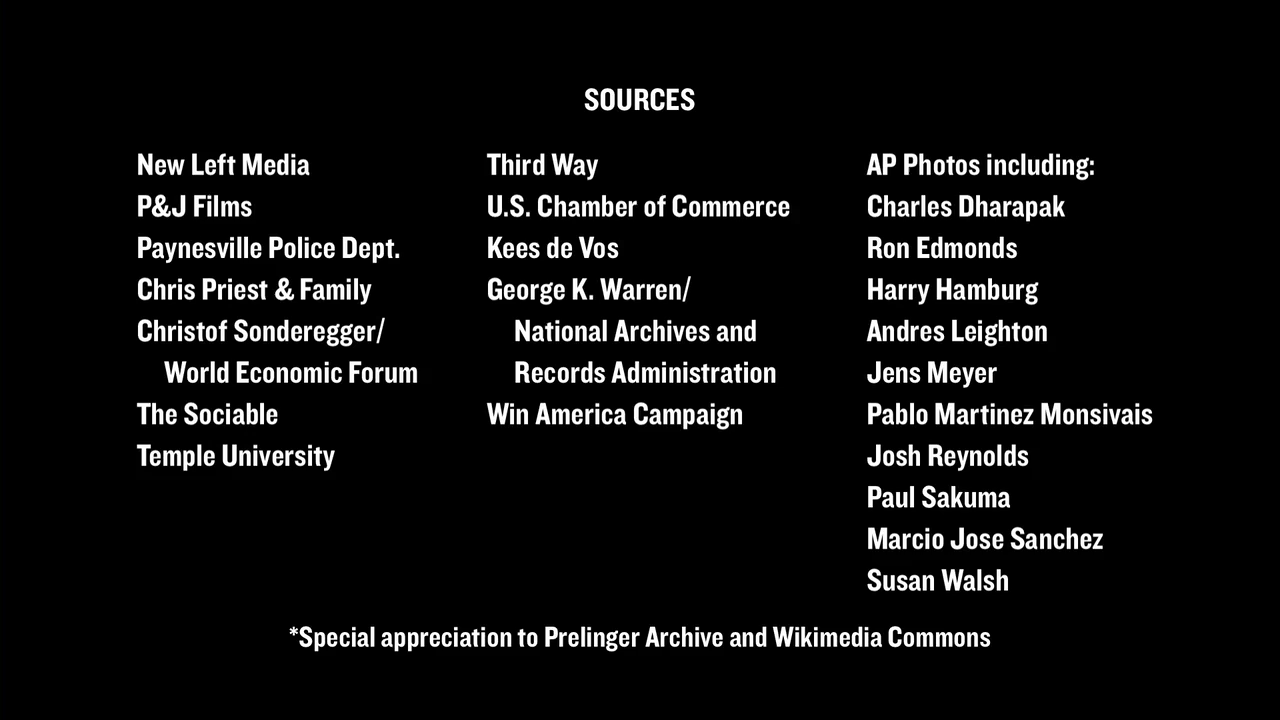 SOURCES
New Left Media
P&J Films
Paynesville Police Dept.
Chris Priest & Family
Christof Sonderegger/
World Economic Forum
The Sociable
Temple University
Third Way
U.S. Chamber of Commerce
Kees de Vos
George K. Warren/
National Archives and
Records Administration
Win America Campaign
AP Photos including:
Charles Dharapak
Ron Edmonds
Harry Hamburg
Andres Leighton
Jens Meyer
Pablo Martinez Monsivais
Josh Reynolds
Paul Sakuma
Marcio Jose Sanchez
Susan Walsh
*Special appreciation to Prelinger Archive and Wikimedia Commons